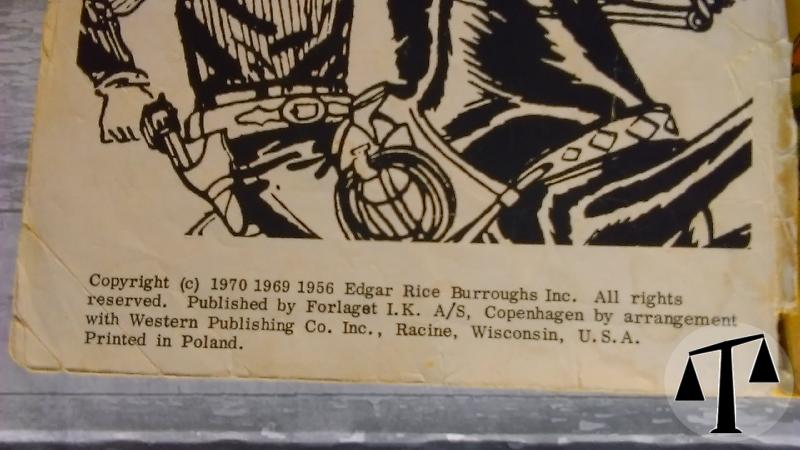 Copyright (c) 1970 1969 1956 Edgar Rice Burroughs Inc. All rights
reserved. Published by Forlaget I.K. A/S, Copenhagen by arrangement
with Western Publishing Co. Inc., Racine, Wisconsin, U.S.A.
Printed in Poland.